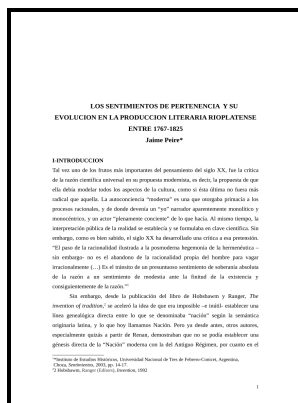 LOS SENTIMIENTOS DE PERTENENCIA Y SU
EVOLUCION EN LA PRODUCCION LITERARIA RIOPLATENSE
ENTRE 1767-1825
Jaime Peire*
I-INTRODUCCION
Tal vez uno de los frutos más importantes del pensamiento del siglo XX, fue la crítica
de la razón científica universal en su propuesta modernista, es decir, la propuesta de que
ella debía modelar todos los aspectos de la cultura, como si ésta última no fuera más
radical que aquella. La autoconciencia "moderna" es una que otorgaba primacía a los
procesos racionales, y de donde devenía un "yo" narrador aparentemente monolítico y
monocéntrico, y un actor "plenamente conciente" de lo que hacía. Al mismo tiempo, la
interpretación pública de la realidad se establecía y se formulaba en clave científica. Sin
embargo, como es bien sabido, el siglo XX ha desarrollado una crítica a esa pretensión.
"El paso de la racionalidad ilustrada a la posmoderna hegemonía de la hermenéutica –
sin embargo- no es el abandono de la racionalidad propia del hombre para vagar
irracionalmente (…) Es el tránsito de un presuntuoso sentimiento de soberanía absoluta
de la razón a un sentimiento de modestia ante la finitud de la existencia y
consiguientemente de la razón."¹
Sin embargo, desde la publicación del libro de Hobsbawm y Ranger, The
invention of tradition,² se aceleró la idea de que era imposible –e inútil- establecer una
línea genealógica directa entre lo que se denominaba "nación" según la semántica
originaria latina, y lo que hoy llamamos Nación. Pero ya desde antes, otros autores,
especialmente quizás a partir de Renan, demostraban que no se podía establecer una
génesis directa de la "Nación" moderna con la del Antiguo Régimen, por cuanto en el
*Instituto de Estudios Históricos, Universidad Nacional de Tres de Febrero-Conicet, Argentina,
Choza, Sentimientos, 2003, pp. 14-17.
² Hobsbawm, Ranger (Editors), Invention, 1992
1